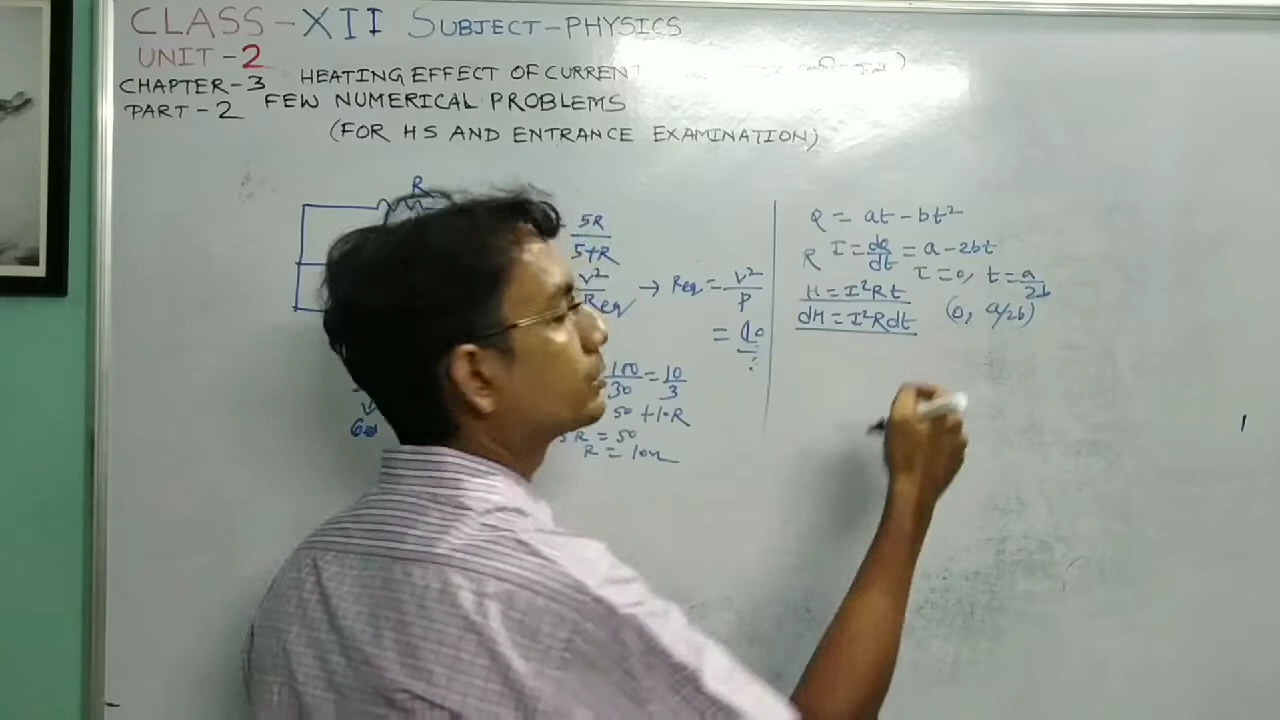 CLASS-XII SUBJECT-PHYSICS
UNIT-2
CHAPTER-3 HEATING EFFECT OF CURRENT
PART-2 FEW NUMERICAL PROBLEMS
(FOR HS AND ENTRANCE EXAMINATION)
R
5R
5+R
V²
Req → Req = V²/P
= 10
100/30 = 10/3
50 + 10R
5R = 50
R = 10Ω
Q = at - bt²
R I = dQ/dt = a - 2bt
I = 0, t = a/2b
H = I²Rt
dH = I²Rdt (0, a/2b)